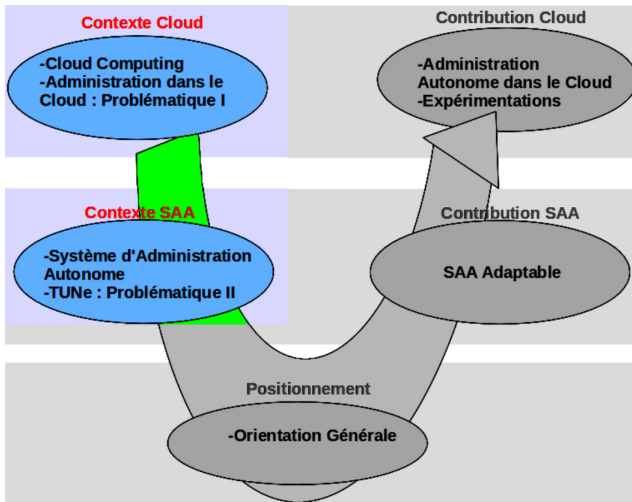 Contexte Cloud
-Cloud Computing
-Administration dans le
Cloud : Problématique I
Contribution Cloud
-Administration
Autonome dans le Cloud
-Expérimentations
Contexte SAA
-Système d'Administration
Autonome
-TUNe : Problématique II
Contribution SAA
SAA Adaptable
Positionnement
-Orientation Générale